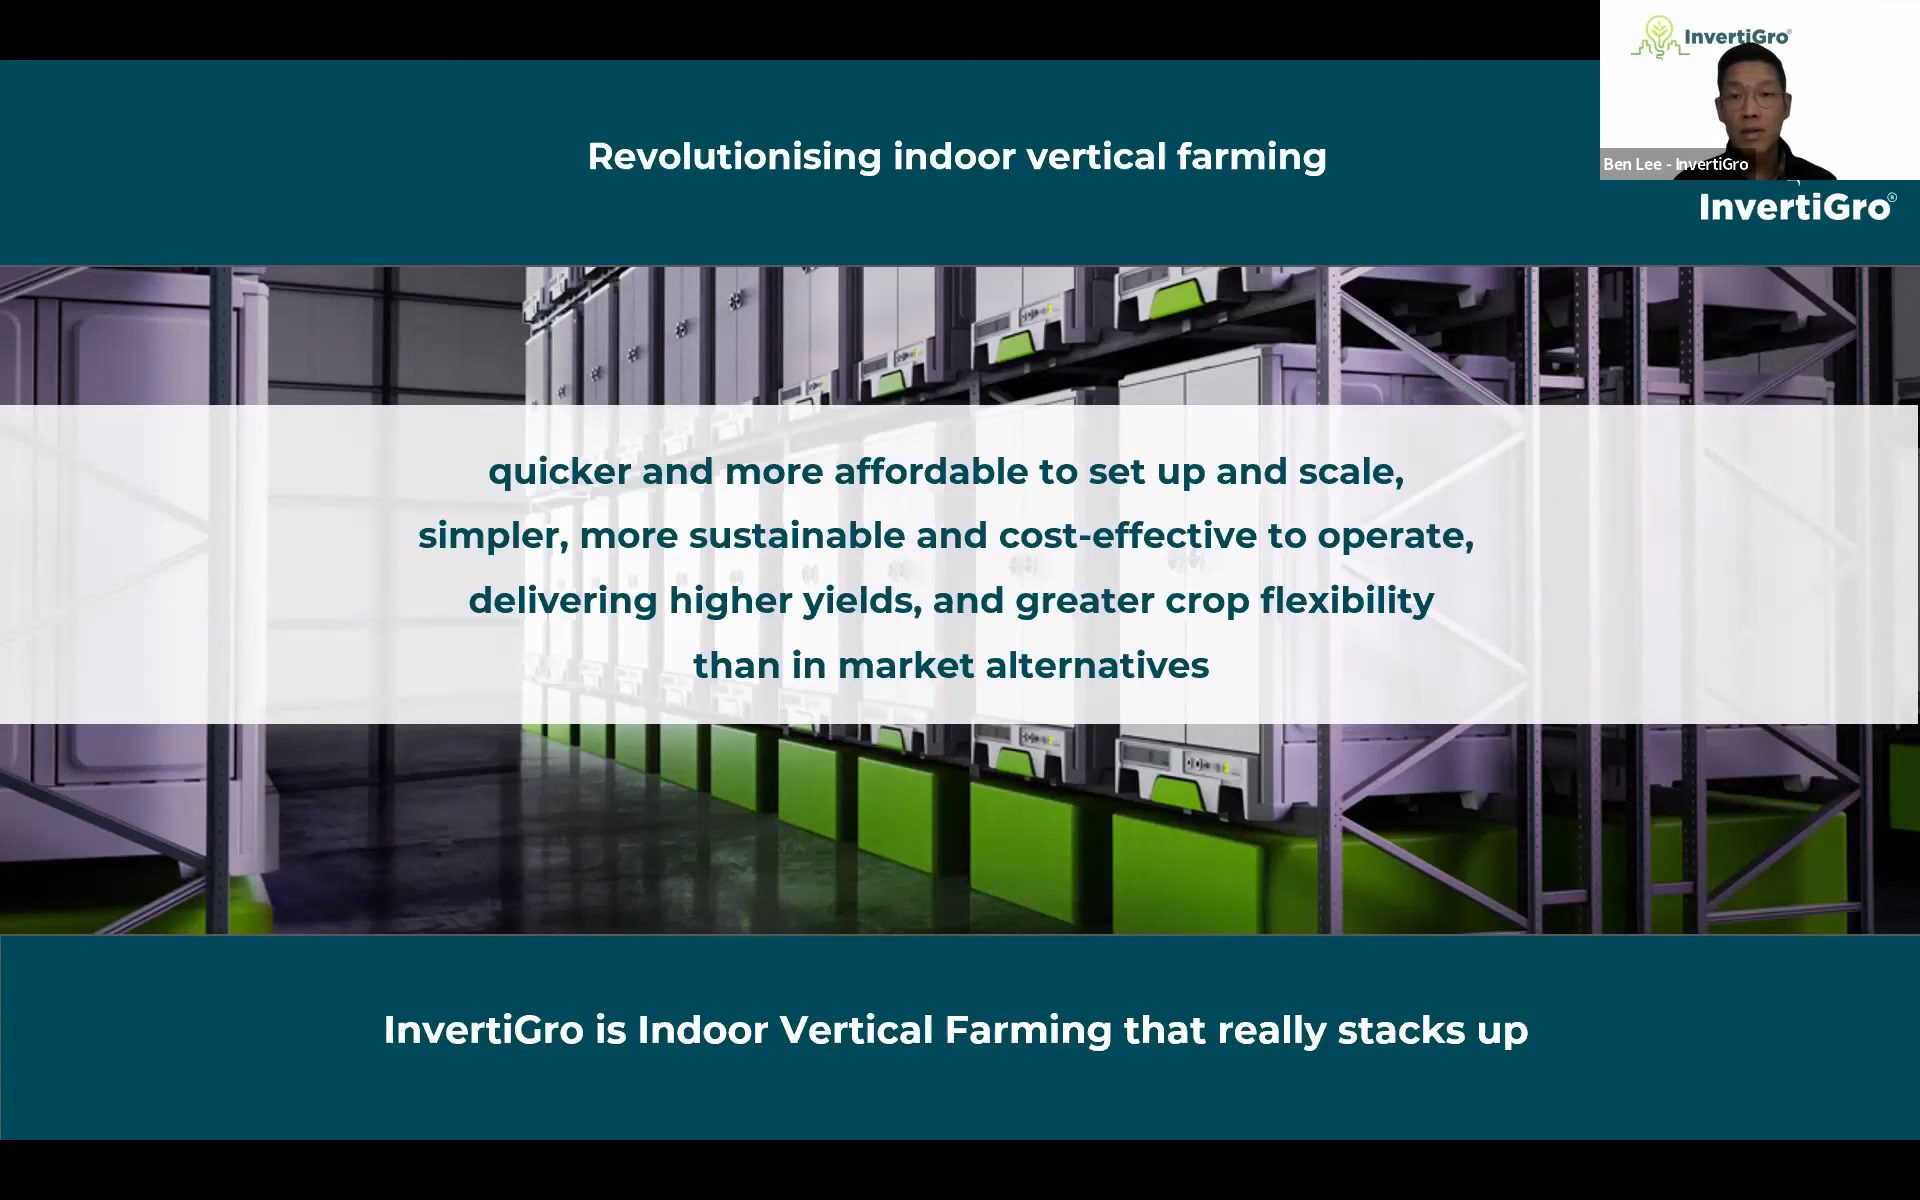 InvertiGro®
Ben Lee - InvertiGro
InvertiGro®
Revolutionising indoor vertical farming
quicker and more affordable to set up and scale,
simpler, more sustainable and cost-effective to operate,
delivering higher yields, and greater crop flexibility
than in market alternatives
InvertiGro is Indoor Vertical Farming that really stacks up